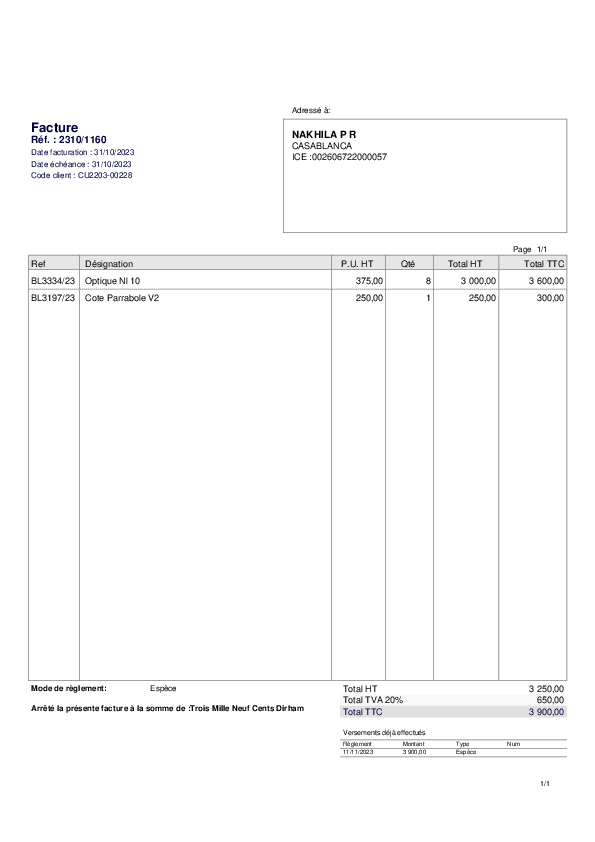 Adressé à:
Facture
Réf. : 2310/1160
Date facturation : 31/10/2023
Date échéance : 31/10/2023
Code client : CU2203-00228
NAKHILA P R
CASABLANCA
ICE :002606722000057
Page 1/1
Ref Désignation P.U. HT Qté Total HT Total TTC
BL3334/23 Optique NI 10 375,00 8 3 000,00 3 600,00
BL3197/23 Cote Parrabole V2 250,00 1 250,00 300,00
Mode de règlement: Espèce
Total HT 3 250,00
Total TVA 20% 650,00
Arrêté la présente facture à la somme de :Trois Mille Neuf Cents Dirham
Total TTC 3 900,00
Versements déjà effectués
Règlement Montant Type Num
11/11/2023 3 900,00 Espèce
1/1